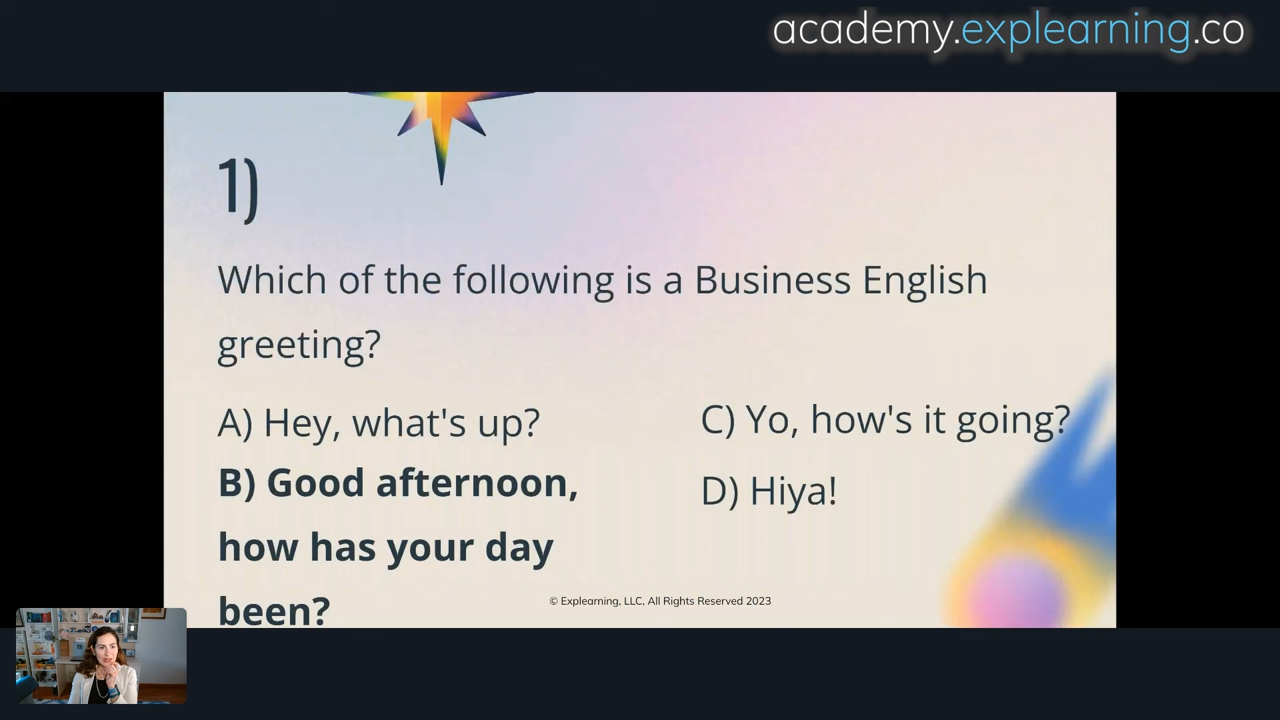 academy.explearning.co
1)
Which of the following is a Business English
greeting?
A) Hey, what's up?
B) Good afternoon,
how has your day
been?
C) Yo, how's it going?
D) Hiya!
© Explearning, LLC, All Rights Reserved 2023